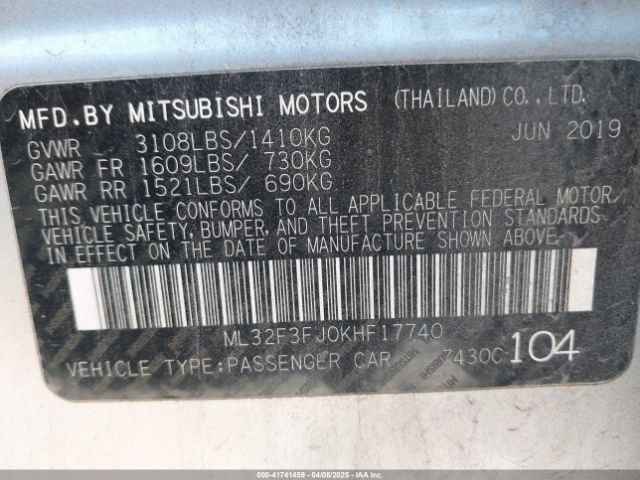 MFD.BY MITSUBISHI MOTORS (THAILAND)CO.,LTD.
GVWR 3108LBS/1410KG JUN 2019
GAWR FR 1609LBS/ 730KG
GAWR RR 1521LBS/ 690KG
THIS VEHICLE CONFORMS TO ALL APPLICABLE FEDERAL MOTOR
VEHICLE SAFETY, BUMPER, AND THEFT PREVENTION STANDARDS
IN EFFECT ON THE DATE OF MANUFACTURE SHOWN ABOVE.
ML32F3FJ0KHF17740
VEHICLE TYPE:PASSENGER CAR 7430C 104
000-41741459 | 04/08/2025 - IAA Inc.